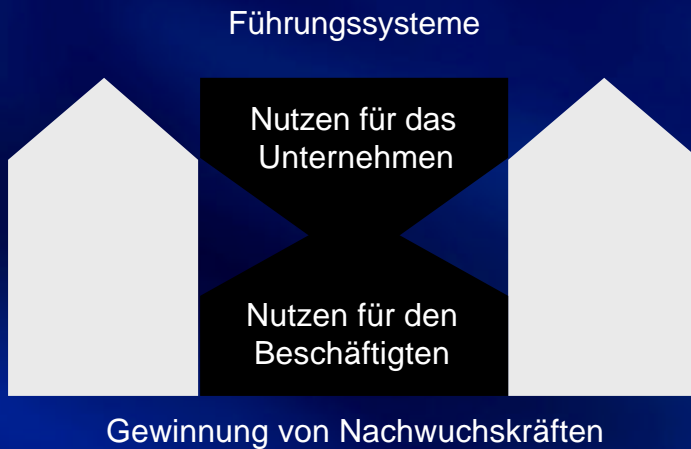 Führungssysteme
Nutzen für das
Unternehmen
Nutzen für den
Beschäftigten
Gewinnung von Nachwuchskräften